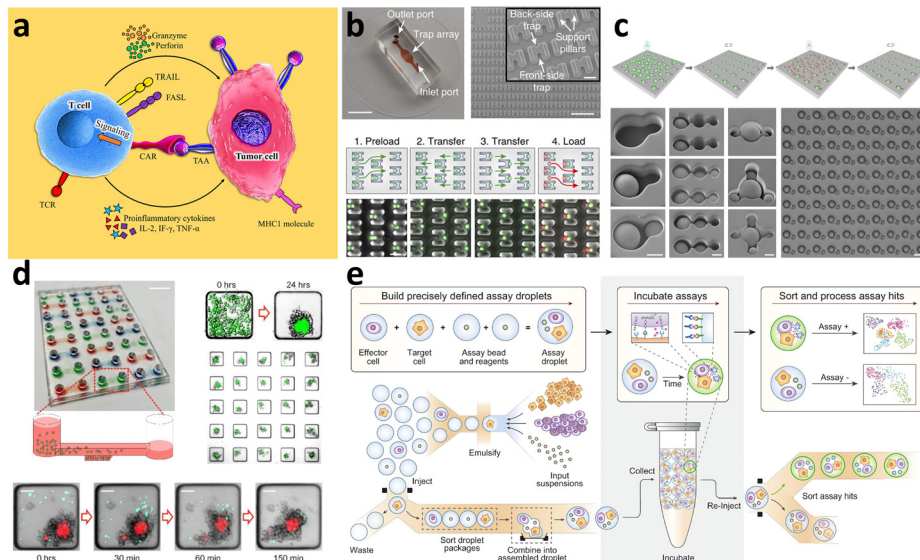 a
Granzyme
Perforin
TRAIL
FASL
T cell
Signaling
CAR
TAA
Tumor cell
TCR
MHC1 molecule
Proinflammatory cytokines
IL-2, IF-γ, TNF-α
b
Outlet port
Trap array
Inlet port
Back-side
trap
Support
pillars
Front-side
trap
1. Preload
2. Transfer
3. Transfer
4. Load
c
d
0 hrs
24 hrs
0 hrs
30 min
60 min
150 min
e
Build precisely defined assay droplets
Effector
cell
+
Target
cell
+
Assay bead
and reagents
+
=
Assay
droplet
Incubate assays
Time
Sort and process assay hits
Assay +
Assay -
Emulsify
Input
suspensions
Inject
Waste
Sort droplet
packages
Combine into
assembled droplet
Collect
Incubate
Re-Inject
Sort assay hits